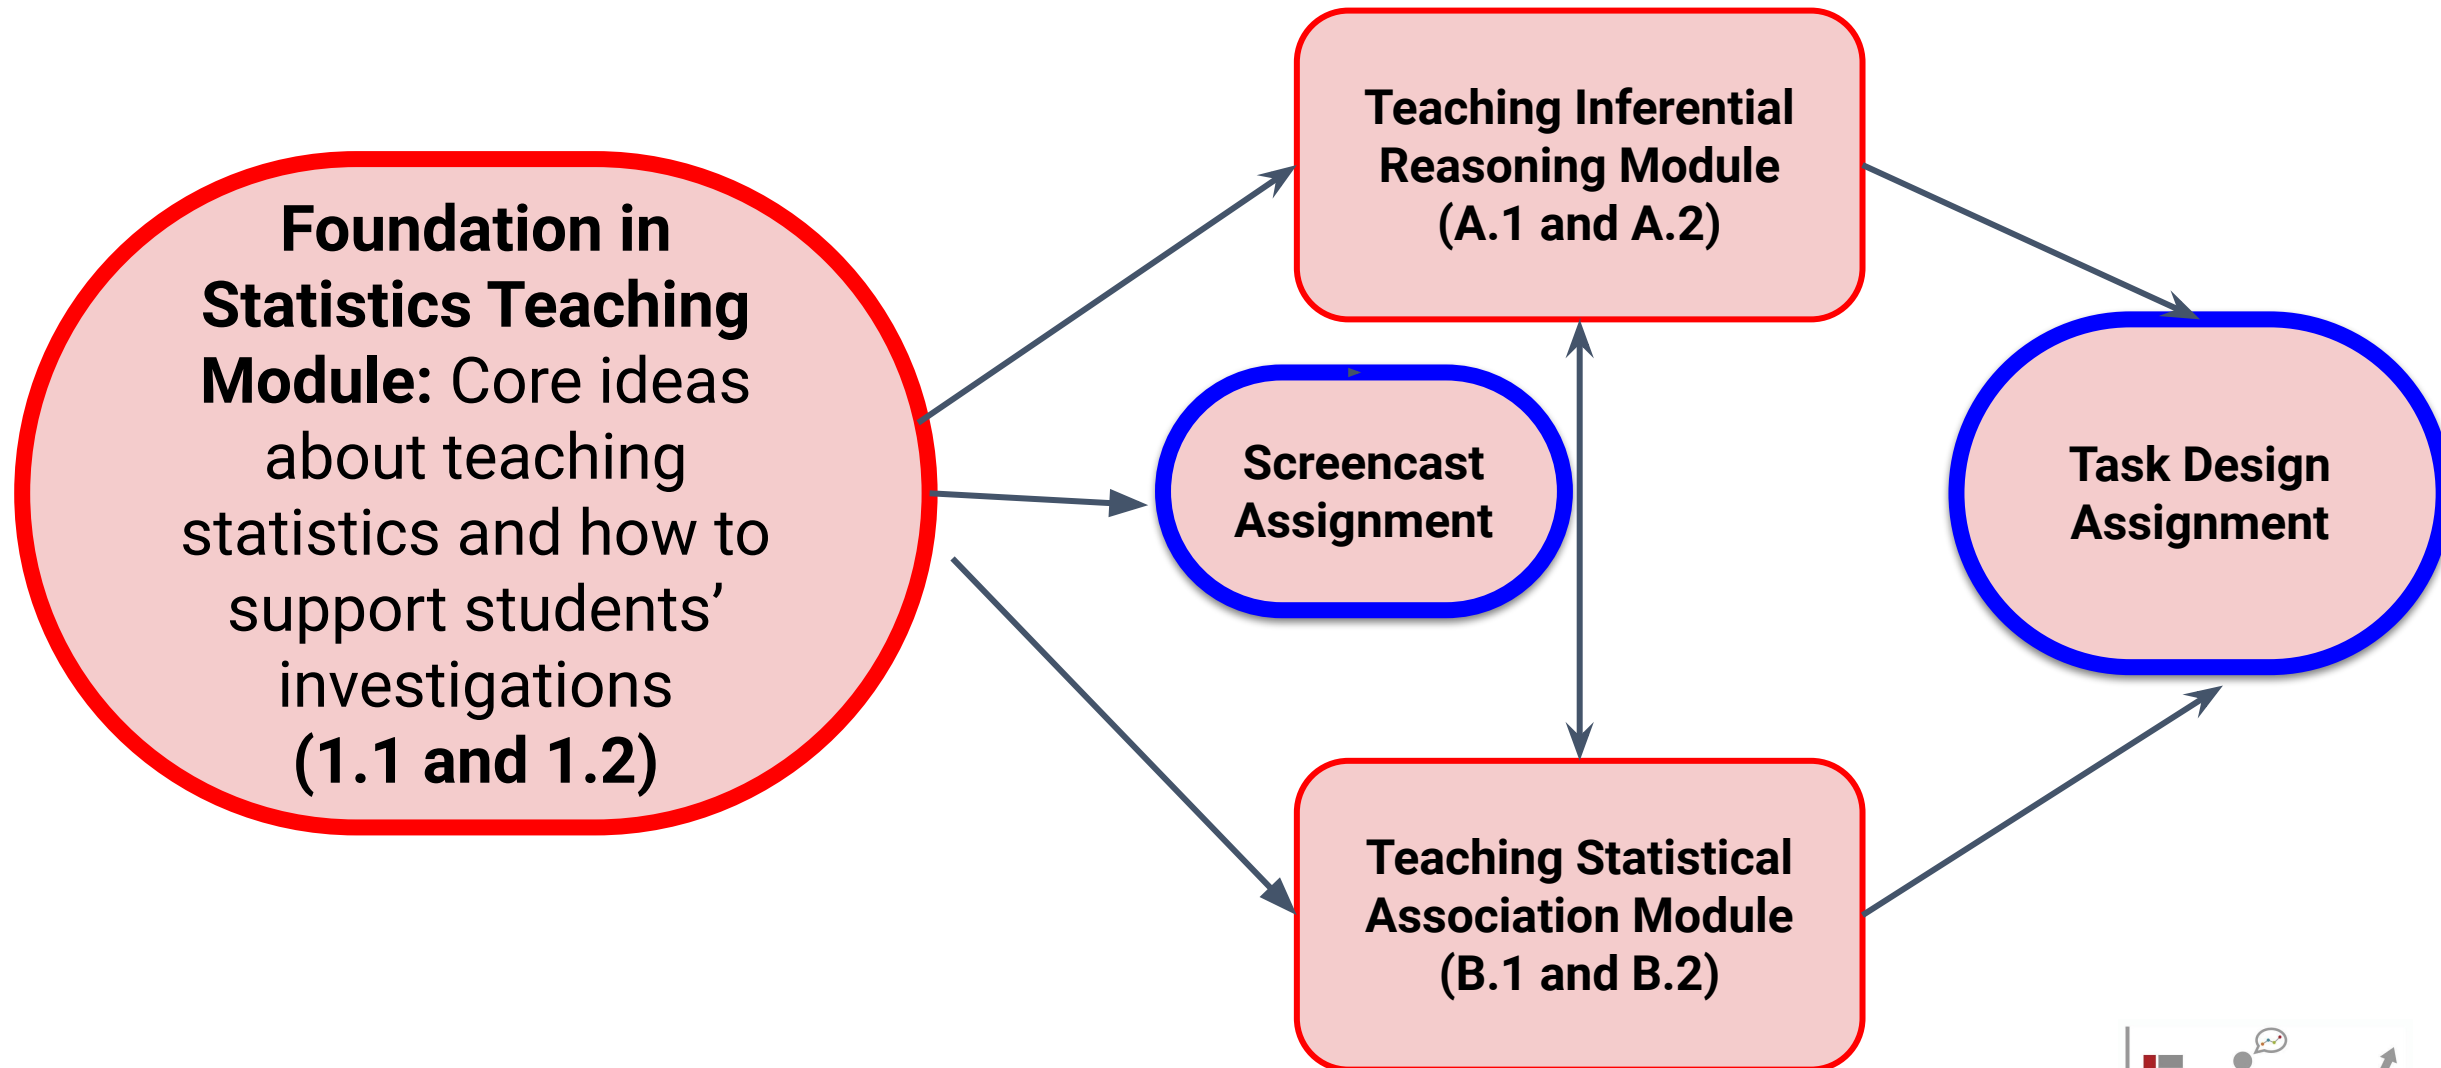 Foundation in
Statistics Teaching
Module: Core ideas
about teaching
statistics and how to
support students’
investigations
(1.1 and 1.2)
Teaching Inferential
Reasoning Module
(A.1 and A.2)
Screencast
Assignment
Task Design
Assignment
Teaching Statistical
Association Module
(B.1 and B.2)